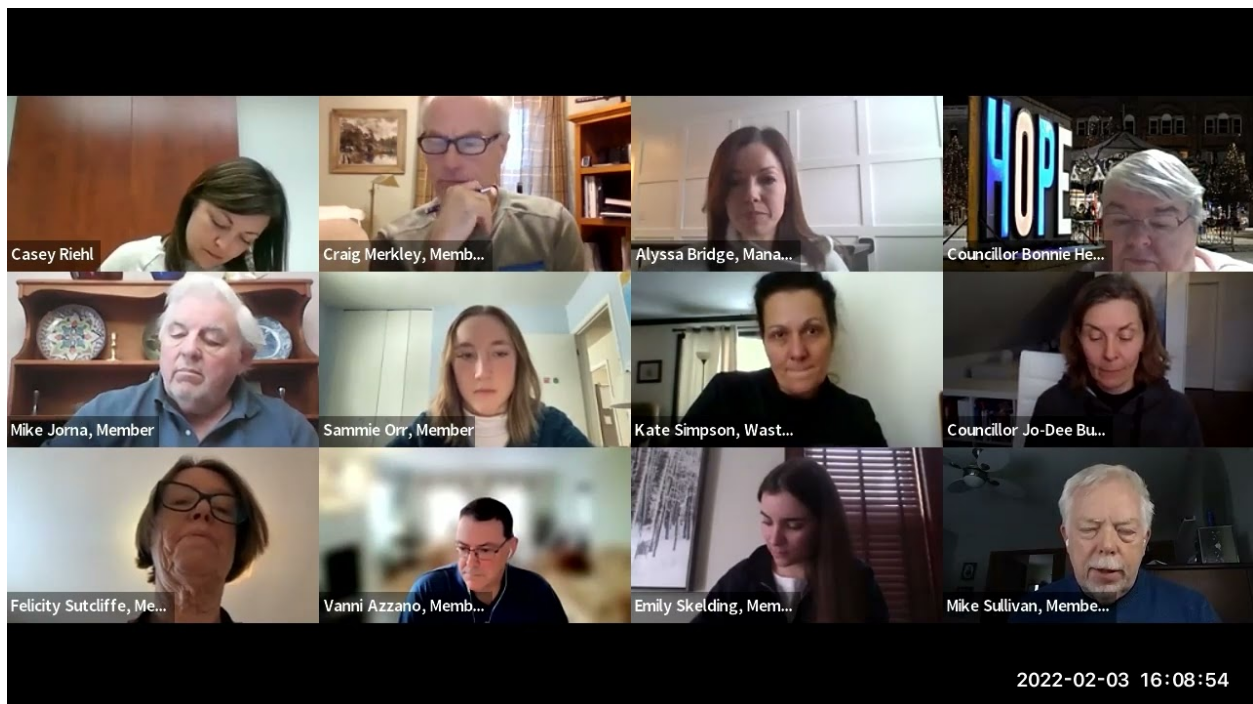 HOPE
Casey Riehl
Craig Merkley, Memb...
Alyssa Bridge, Mana...
Councillor Bonnie He...
Mike Jorna, Member
Sammie Orr, Member
Kate Simpson, Wast...
Councillor Jo-Dee Bu...
Felicity Sutcliffe, Me...
Vanni Azzano, Memb...
Emily Skelding, Mem...
Mike Sullivan, Membe...
2022-02-03 16:08:54